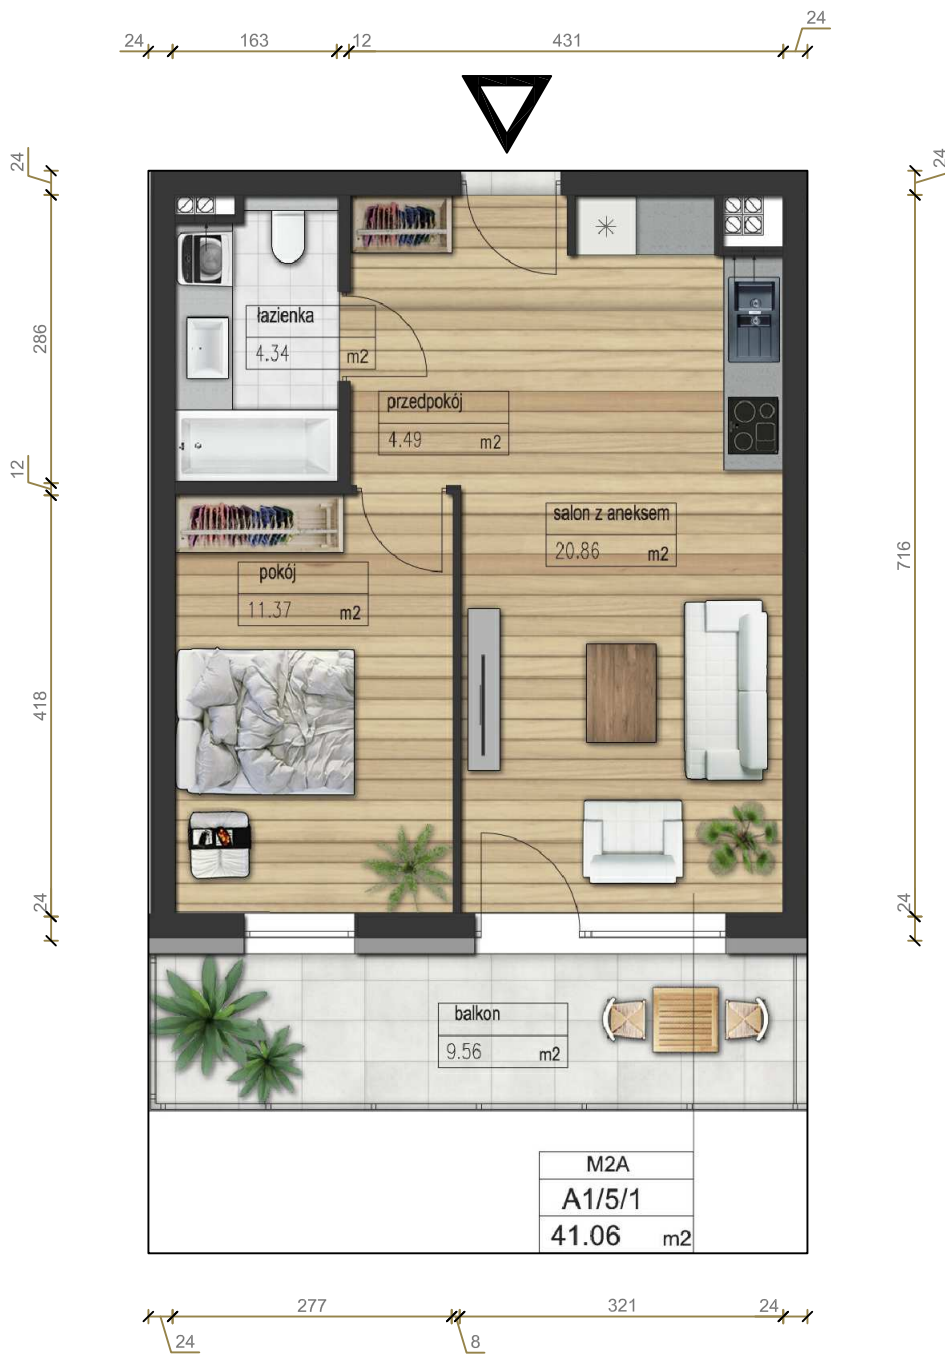 24
24
163
12
431
24
24
łazienka
286
4.34 m2
przedpokój
4.49 m2
12
salon z aneksem
20.86 m2
716
pokój
11.37 m2
418
24
24
balkon
9.56 m2
M2A
A1/5/1
41.06 m2
277
321
24
24
8